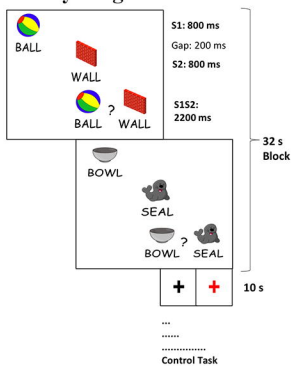 BALL
S1: 800 ms
Gap: 200 ms
S2: 800 ms
WALL
?
BALL WALL
S1S2:
2200 ms
32 s
Block
BOWL
SEAL
?
BOWL SEAL
+ +
10 s
...
......
...............
Control Task